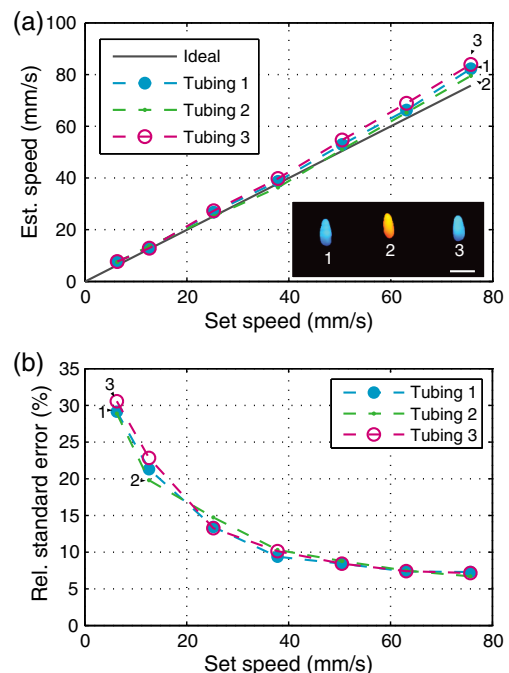 (a)
100
80
60
40
20
0
Est. speed (mm/s)
Ideal
Tubing 1
Tubing 2
Tubing 3
3
1
2
1
2
3
0
20
40
60
80
Set speed (mm/s)
(b)
35
30
25
20
15
10
5
0
Rel. standard error (%)
3
1
2
Tubing 1
Tubing 2
Tubing 3
0
20
40
60
80
Set speed (mm/s)